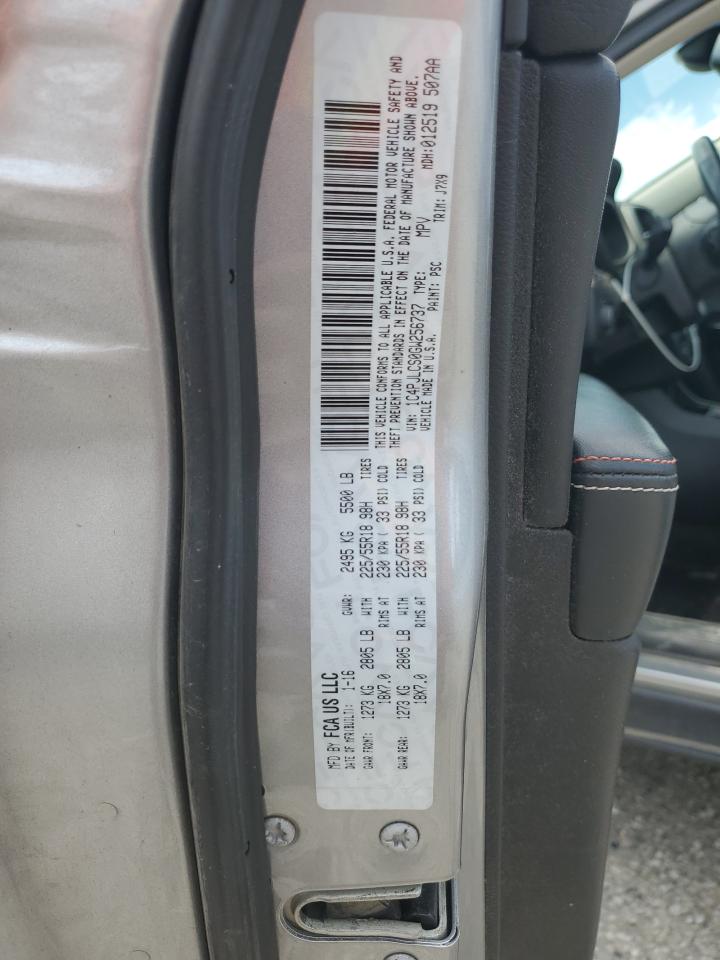 MFD BY FCA US LLC
DATE OF MFR(BUILT): 1-16 GVWR: 2495 KG 5500 LB
GAWR FRONT: 1273 KG 2805 LB WITH 225/55R18 98H TIRES
18X7.0 RIMS AT 230 KPA ( 33 PSI) COLD
GAWR REAR: 1273 KG 2805 LB WITH 225/55R18 98H TIRES
18X7.0 RIMS AT 230 KPA ( 33 PSI) COLD
THIS VEHICLE CONFORMS TO ALL APPLICABLE U.S.A. FEDERAL MOTOR VEHICLE SAFETY AND
THEFT PREVENTION STANDARDS IN EFFECT ON THE DATE OF MANUFACTURE SHOWN ABOVE.
VIN: 1C4PJLCS0GW256737 TYPE: MPV MDH:012519 507AA
VEHICLE MADE IN U.S.A. PAINT: PSC TRIM: J7X9